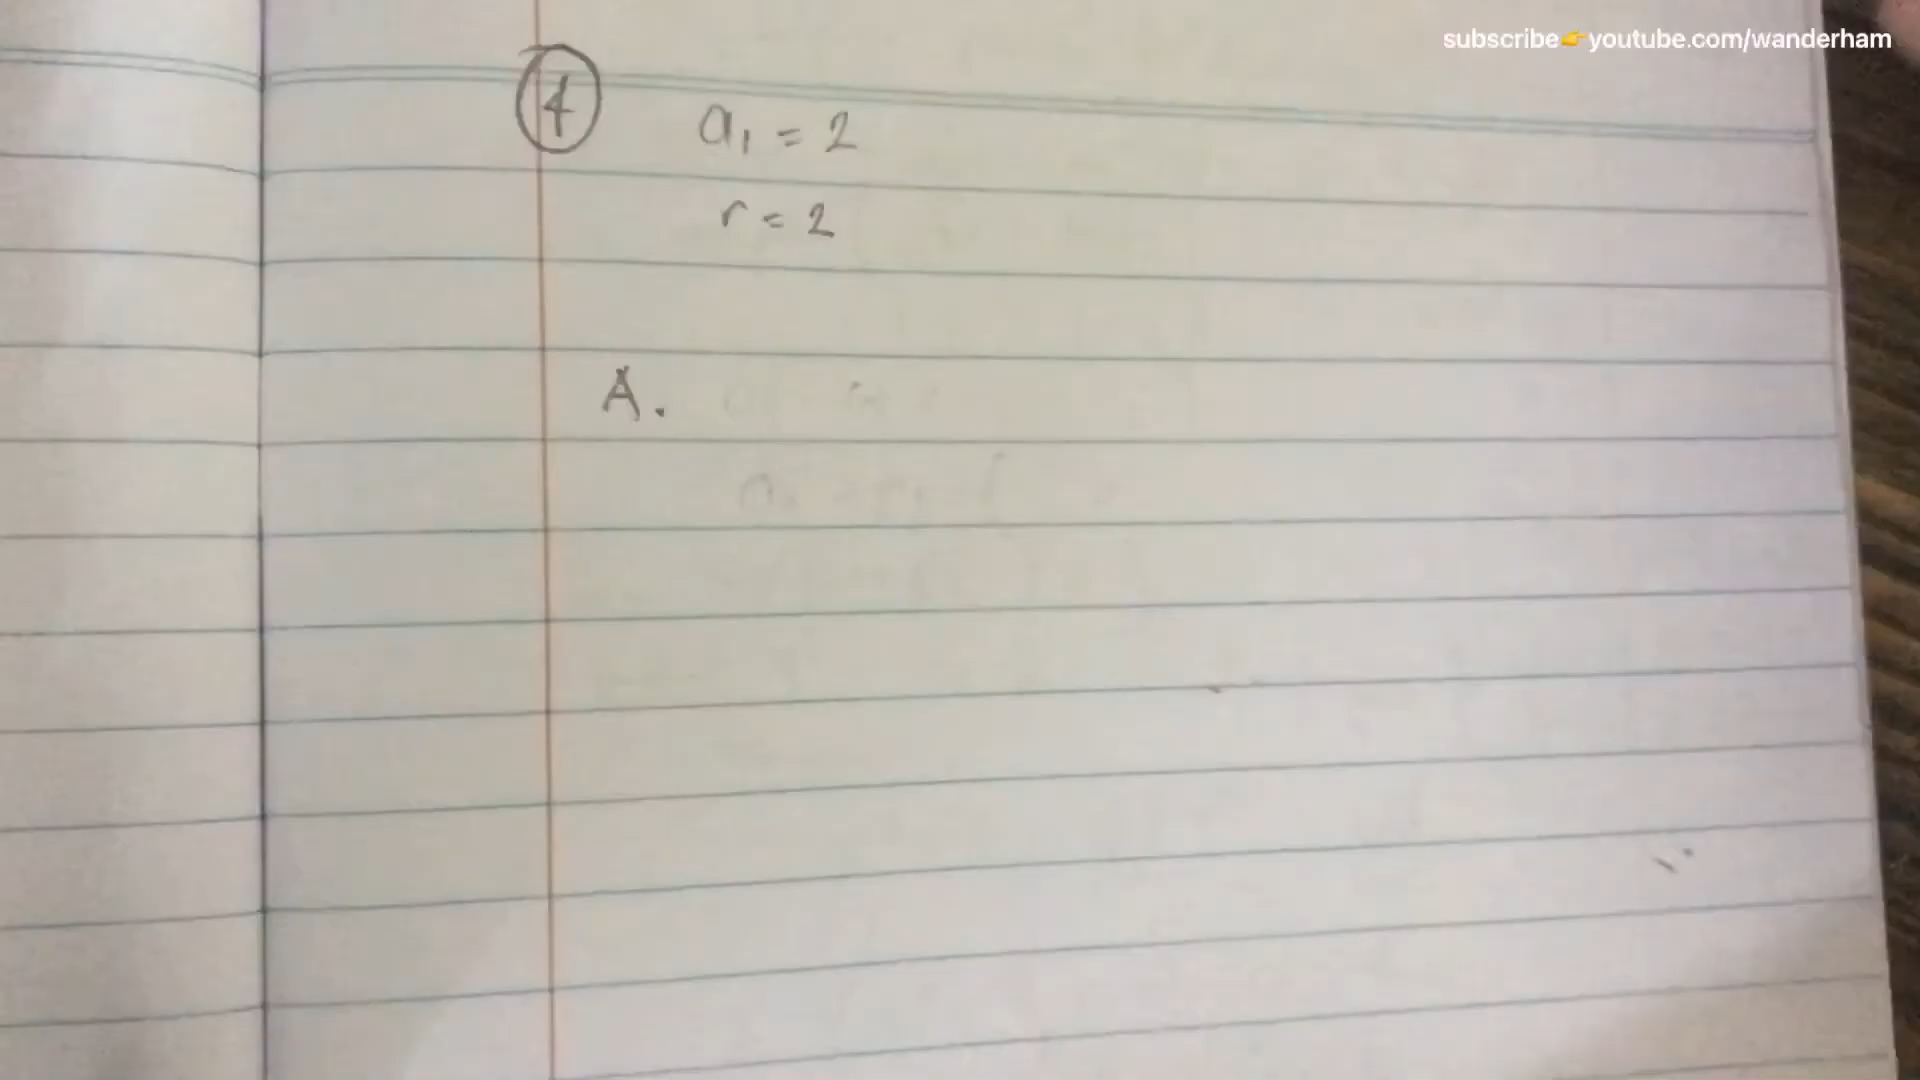 subscribe👉youtube.com/wanderham
4
a₁ = 2
r = 2
A.